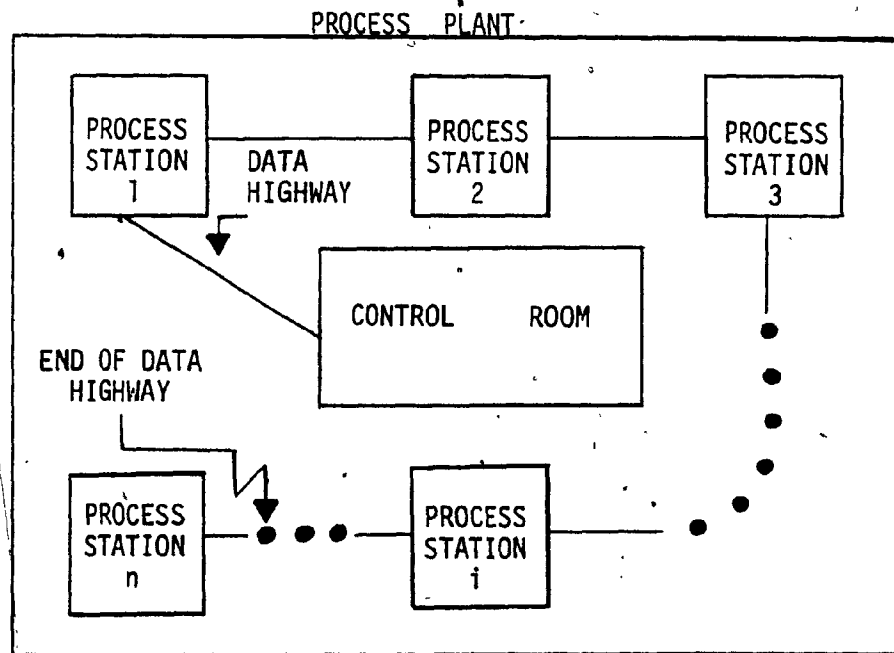 PROCESS PLANT
PROCESS
STATION
1
PROCESS
STATION
2
PROCESS
STATION
3
DATA
HIGHWAY
CONTROL ROOM
END OF DATA
HIGHWAY
PROCESS
STATION
n
PROCESS
STATION
i